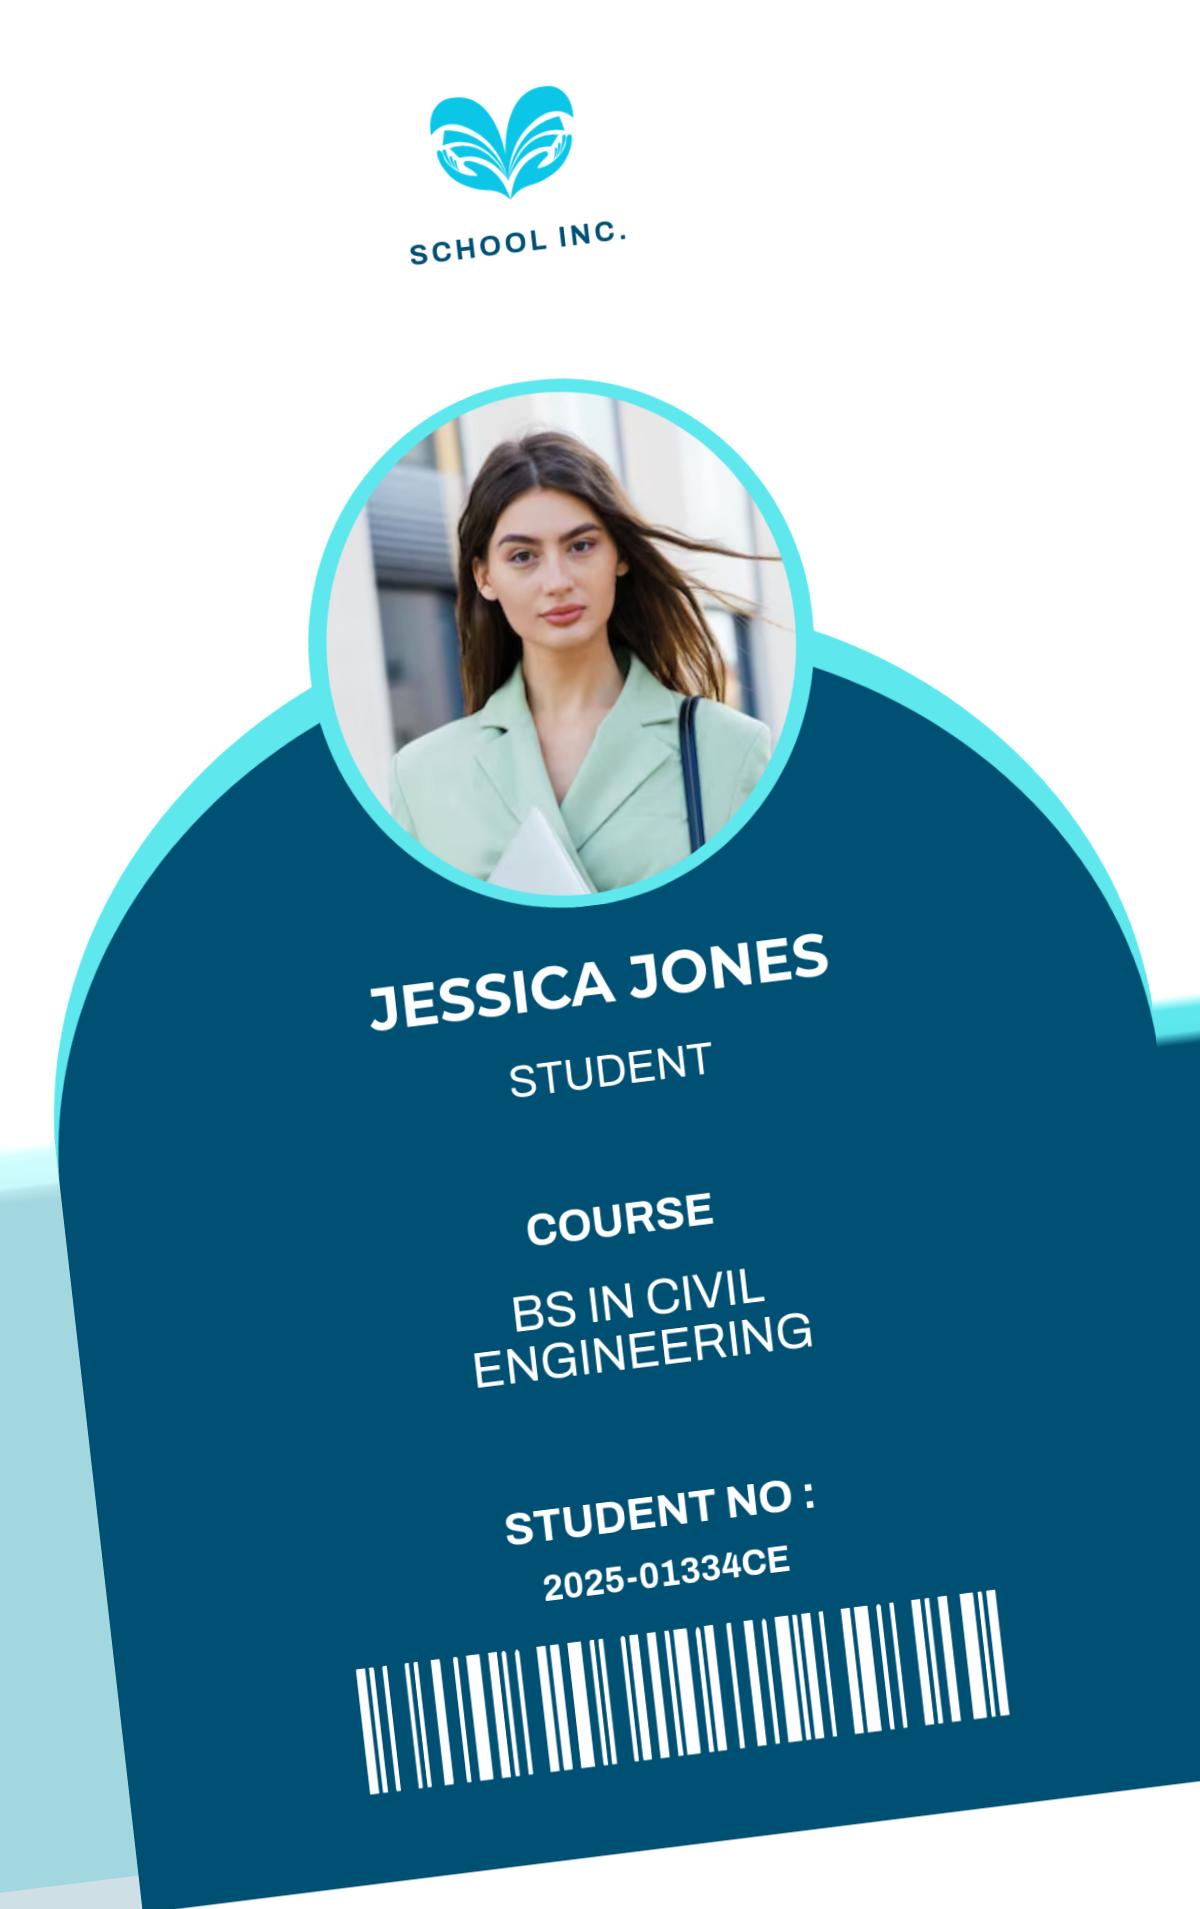 SCHOOL INC.
JESSICA JONES
STUDENT
COURSE
BS IN CIVIL
ENGINEERING
STUDENT NO :
2025-01334CE